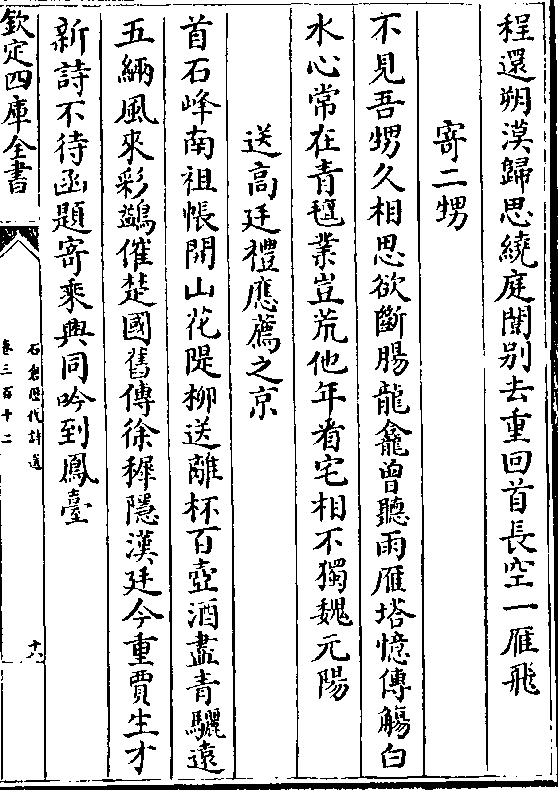 程還朔漠歸思繞庭闈别去重回首長空一雁飛
寄二甥
不見吾甥久相思欲斷腸龍龕曾聽雨雁塔憶傳觴白
水心常在青氊業豈荒他年看宅相不獨魏元陽
送高廷禮應薦之京
首石峰南祖帳開山花隄柳送離杯百壺酒盡青驪遠
五緉風來彩鷁催楚國舊傳徐穉隱漢廷今重賈生才
新詩不待函題寄乘興同吟到鳳臺
欽定四庫全書
石倉歷代詩選
卷三百十二
十六